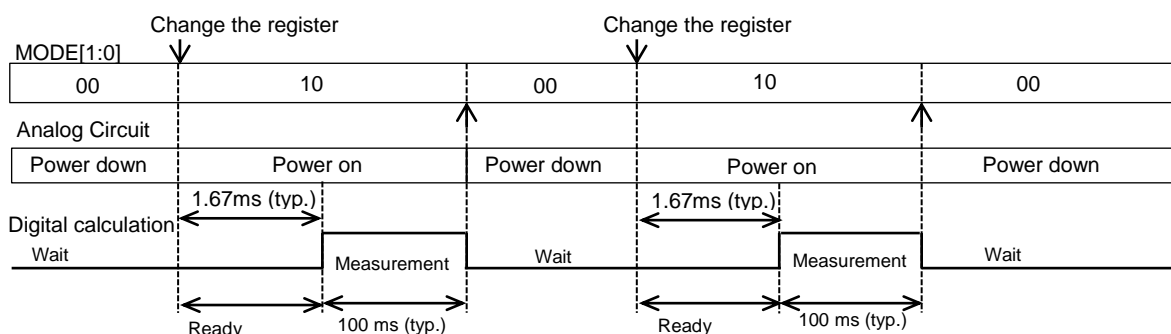 Change the register Change the register
MODE[1:0]
00 10 00 10 00
Analog Circuit
Power down Power on Power down Power on Power down
1.67ms (typ.) 1.67ms (typ.)
Digital calculation
Wait Measurement Wait Measurement Wait
Ready 100 ms (typ.) Ready 100 ms (typ.)